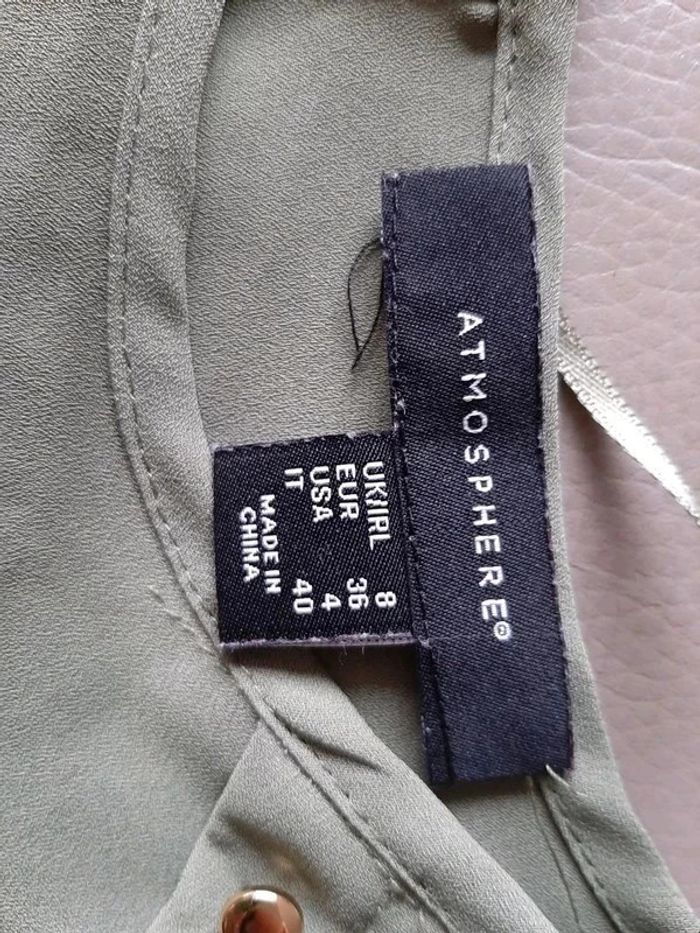 ATMOSPHERE®
UK/IRL 8
EUR 36
USA 4
IT 40
MADE IN
CHINA